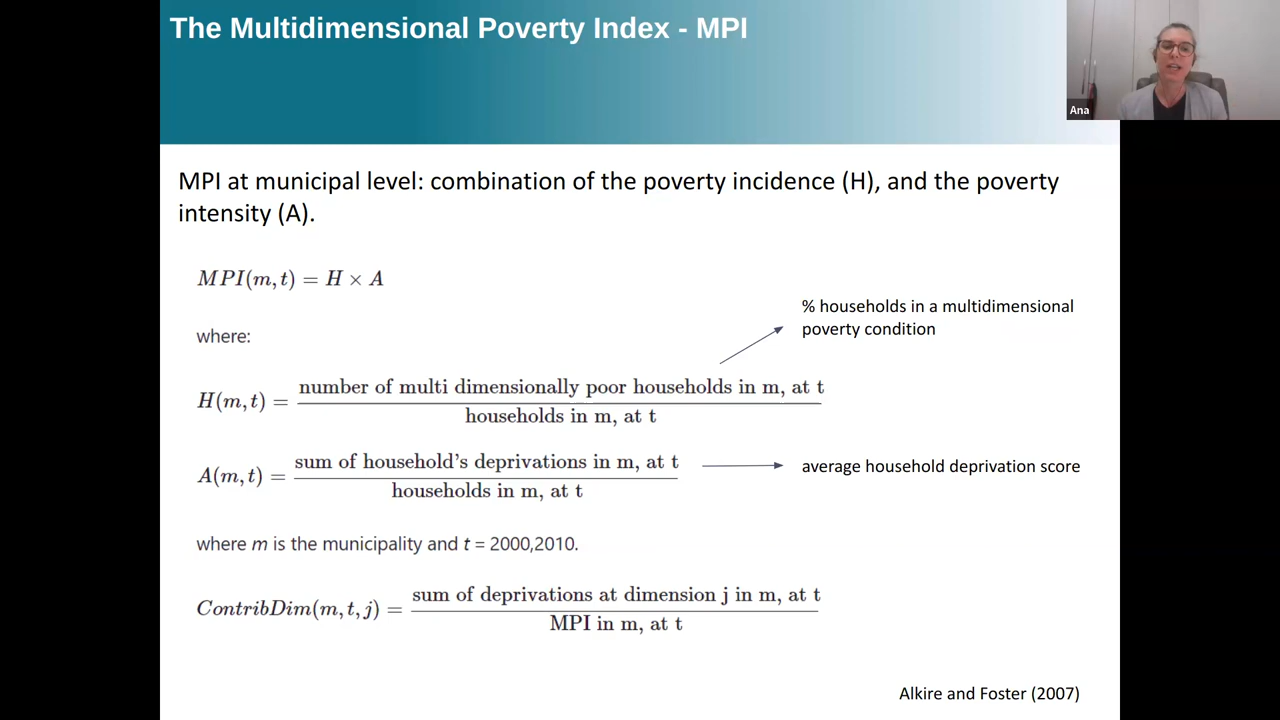 The Multidimensional Poverty Index - MPI
Ana
MPI at municipal level: combination of the poverty incidence (H), and the poverty
intensity (A).
MPI(m,t) = H × A
% households in a multidimensional
poverty condition
where:
H(m,t) = number of multi dimensionally poor households in m, at t
households in m, at t
A(m,t) = sum of household's deprivations in m, at t
households in m, at t
average household deprivation score
where m is the municipality and t = 2000,2010.
ContribDim(m,t,j) = sum of deprivations at dimension j in m, at t
MPI in m, at t
Alkire and Foster (2007)